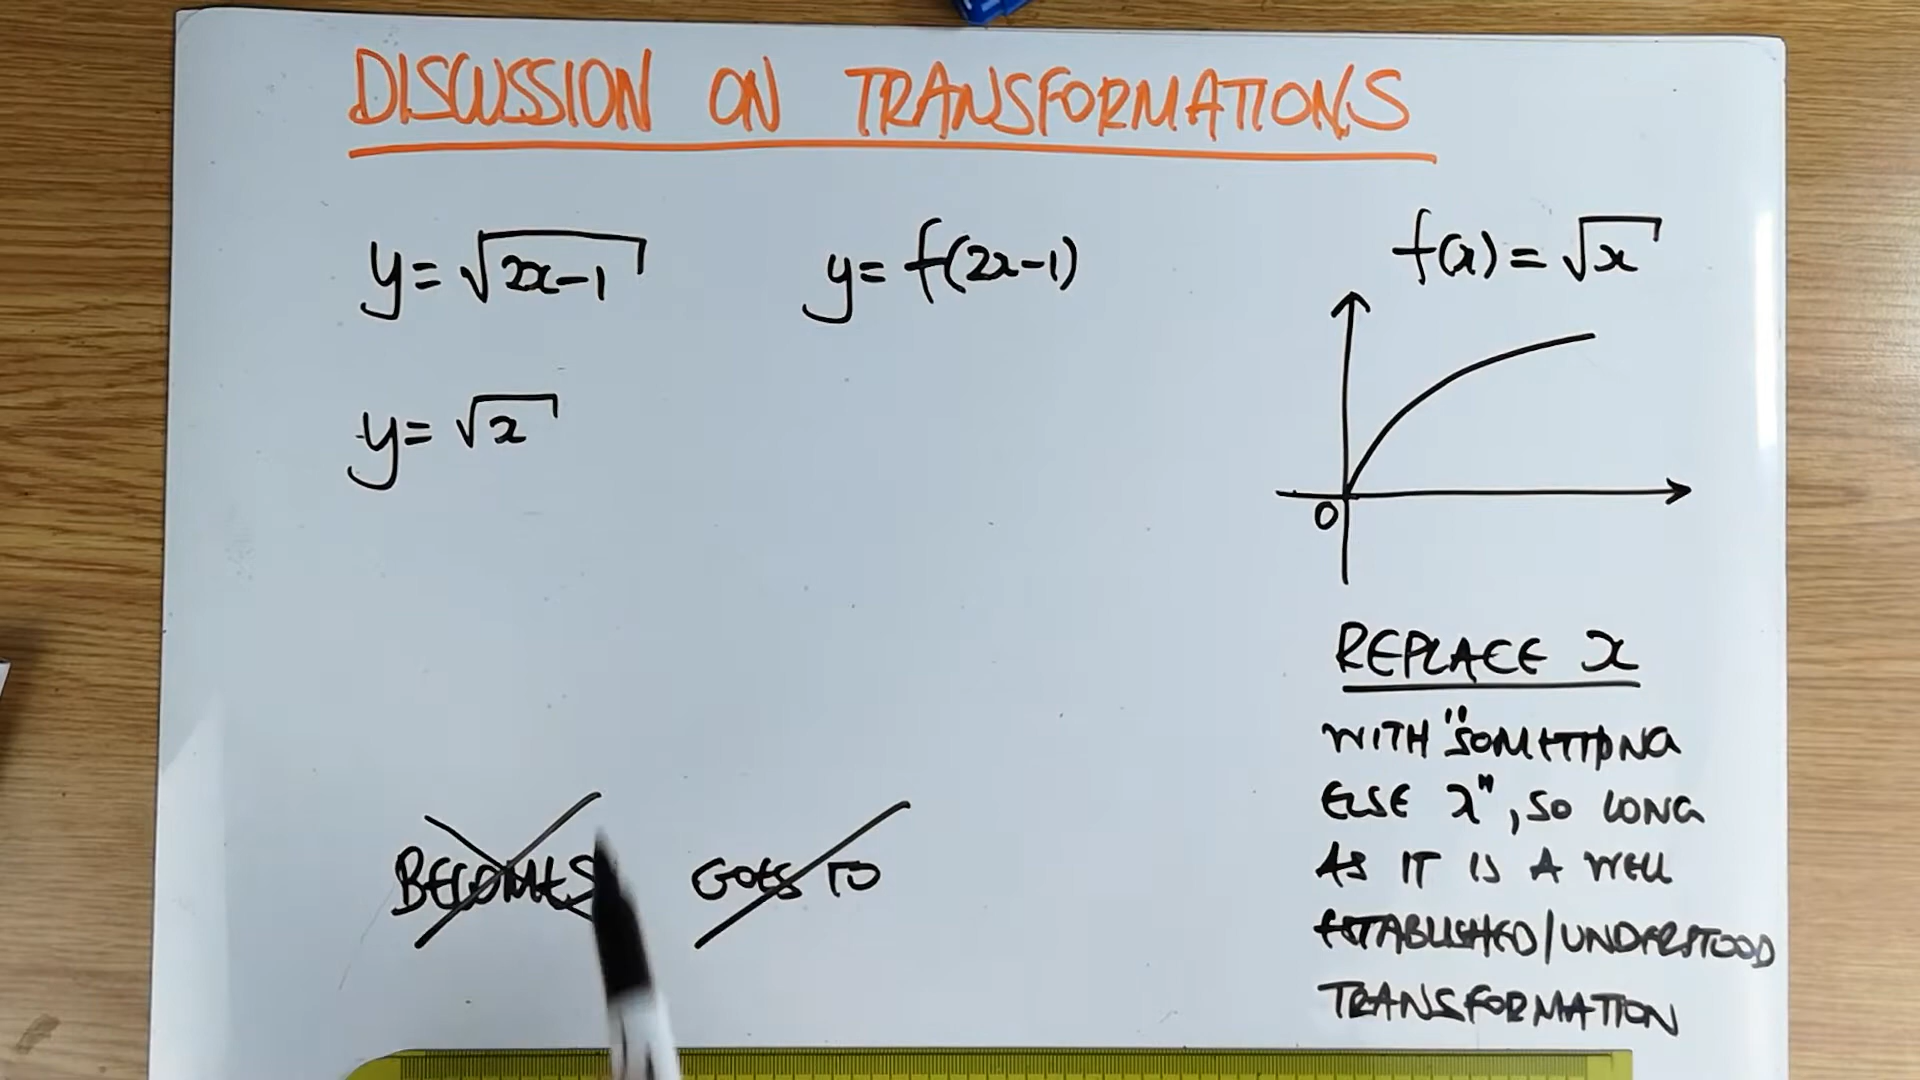 DISCUSSION ON TRANSFORMATIONS
y = √2x-1
y = f(2x-1)
f(x) = √x
y = √x
O
REPLACE x
WITH "SOMETHING
ELSE x", SO LONG
AS IT IS A WELL
ESTABLISHED/UNDERSTOOD
TRANSFORMATION
BECOMES
GOES TO